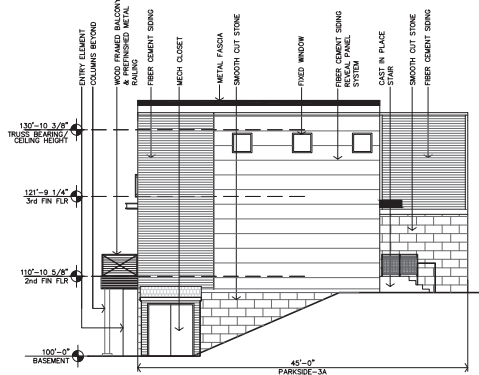 ENTRY ELEMENT
COLUMNS BEYOND
WOOD FRAMED BALCONY
& PREFINISHED METAL
RAILING
FIBER CEMENT SIDING
MECH CLOSET
METAL FASCIA
SMOOTH CUT STONE
FIXED WINDOW
FIBER CEMENT SIDING
REVEAL PANEL
SYSTEM
CAST IN PLACE
STAIR
SMOOTH CUT STONE
FIBER CEMENT SIDING
130'-10 3/8"
TRUSS BEARING/
CEILING HEIGHT
121'-9 1/4"
3rd FIN FLR
110'-10 5/8"
2nd FIN FLR
100'-0"
BASEMENT
45'-0"
PARKSIDE-3A